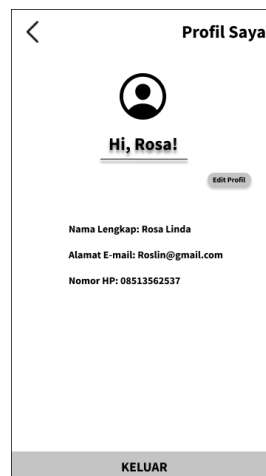 Profil Saya
Hi, Rosa!
Edit Profil
Nama Lengkap: Rosa Linda
Alamat E-mail: Roslin@gmail.com
Nomor HP: 08513562537
KELUAR